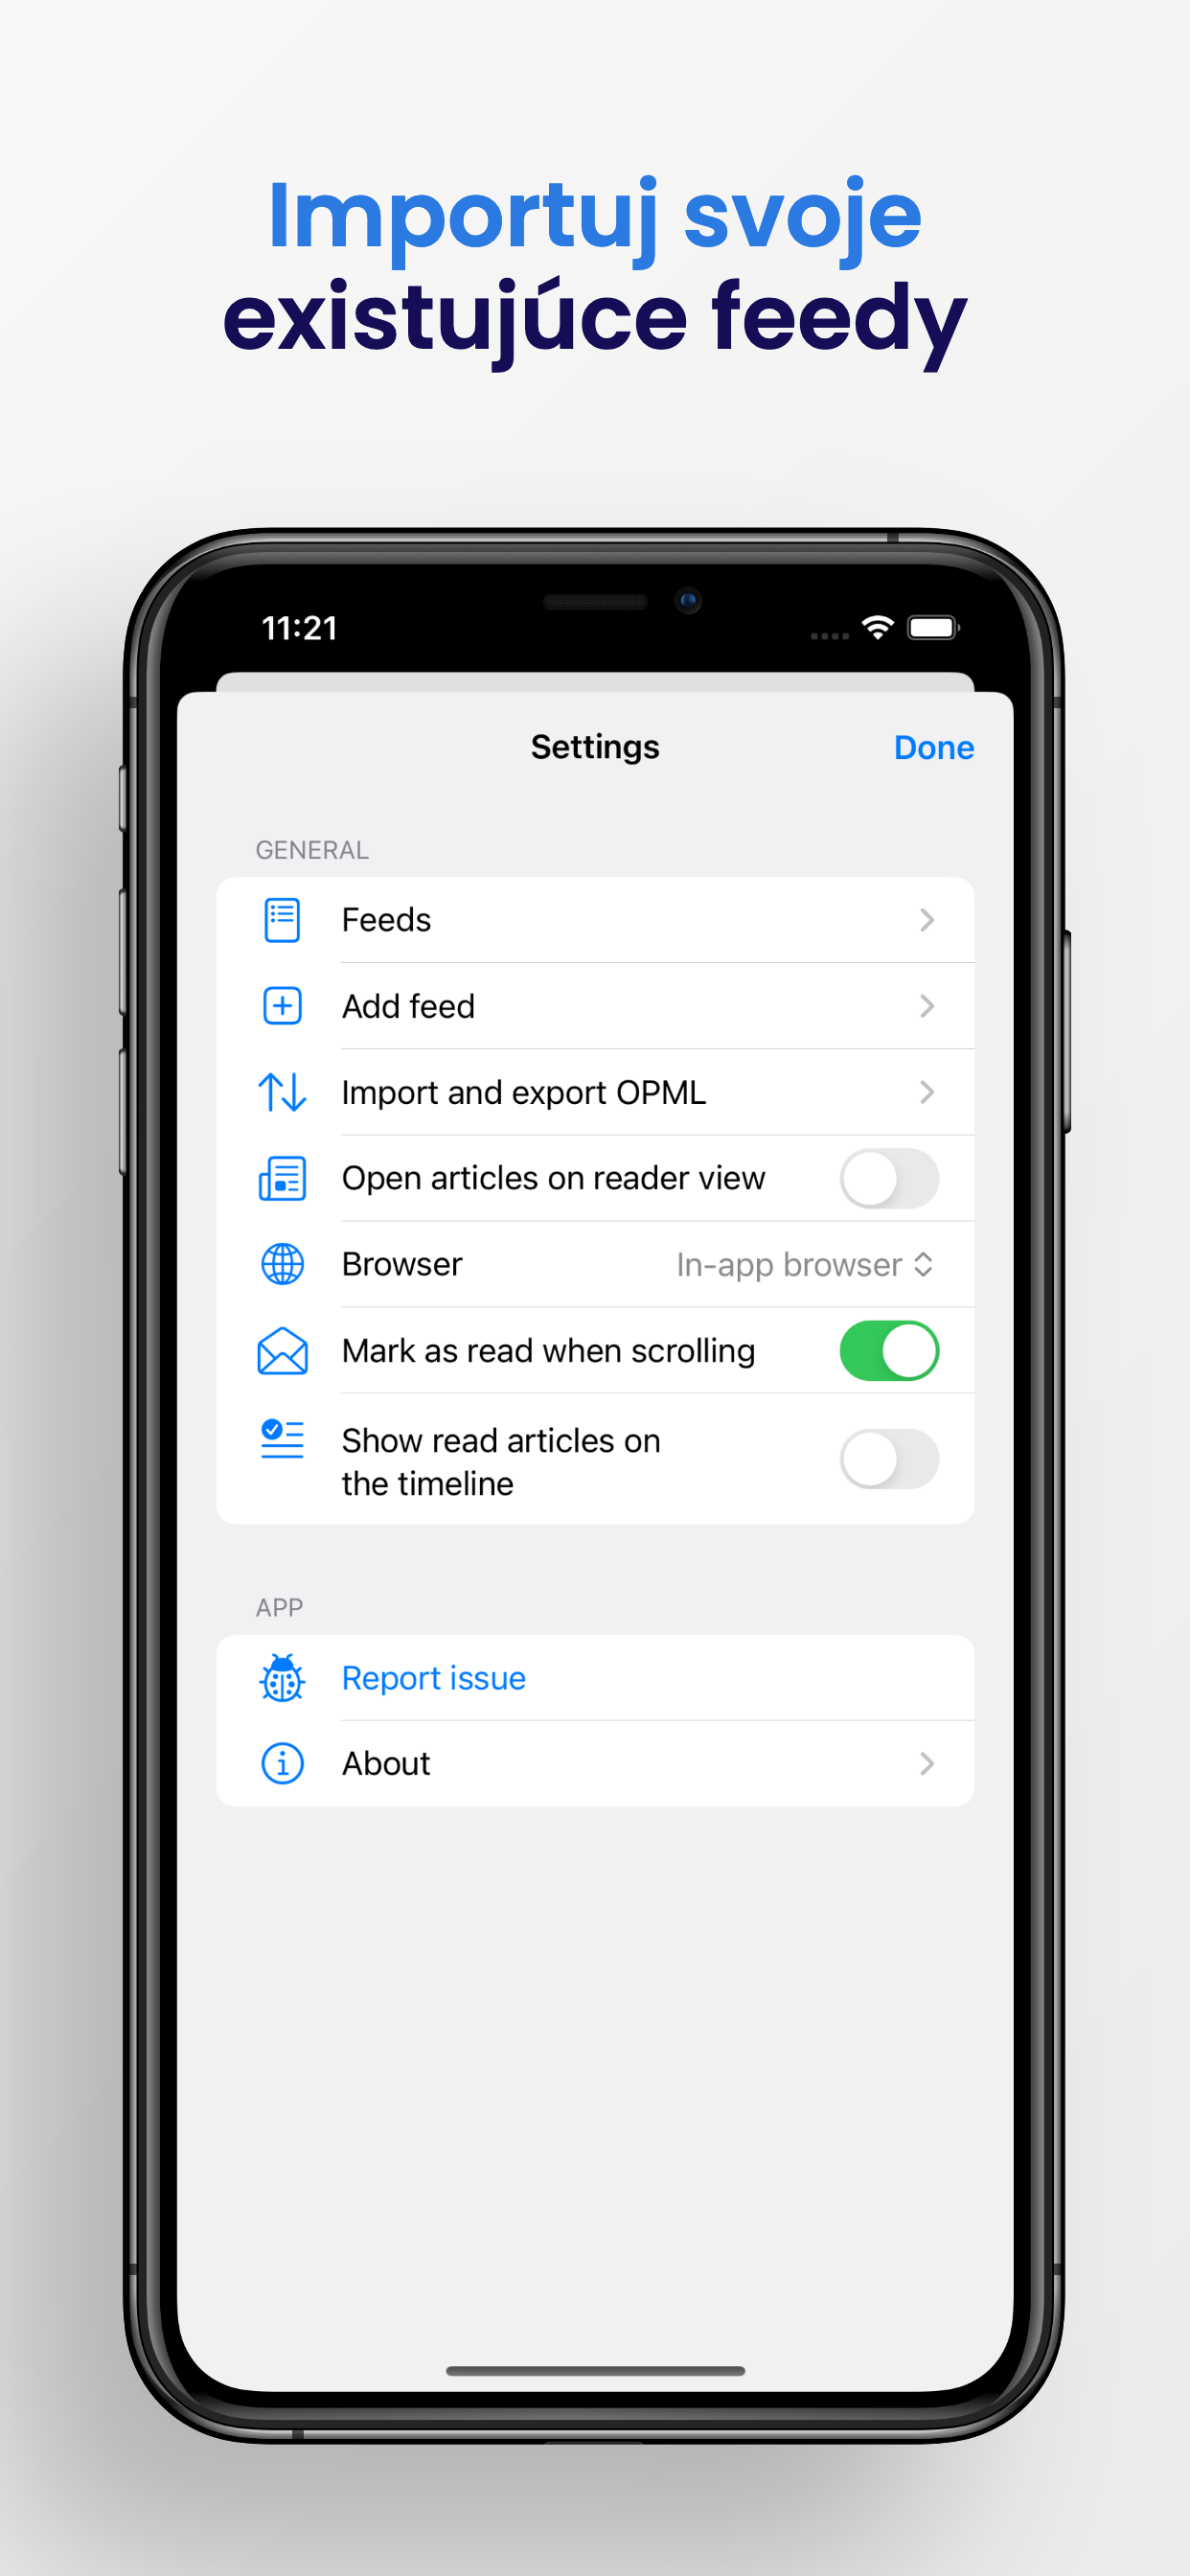 Importuj svoje
existujúce feedy
11:21
Settings
Done
GENERAL
Feeds
Add feed
Import and export OPML
Open articles on reader view
Browser
In-app browser
Mark as read when scrolling
Show read articles on
the timeline
APP
Report issue
About